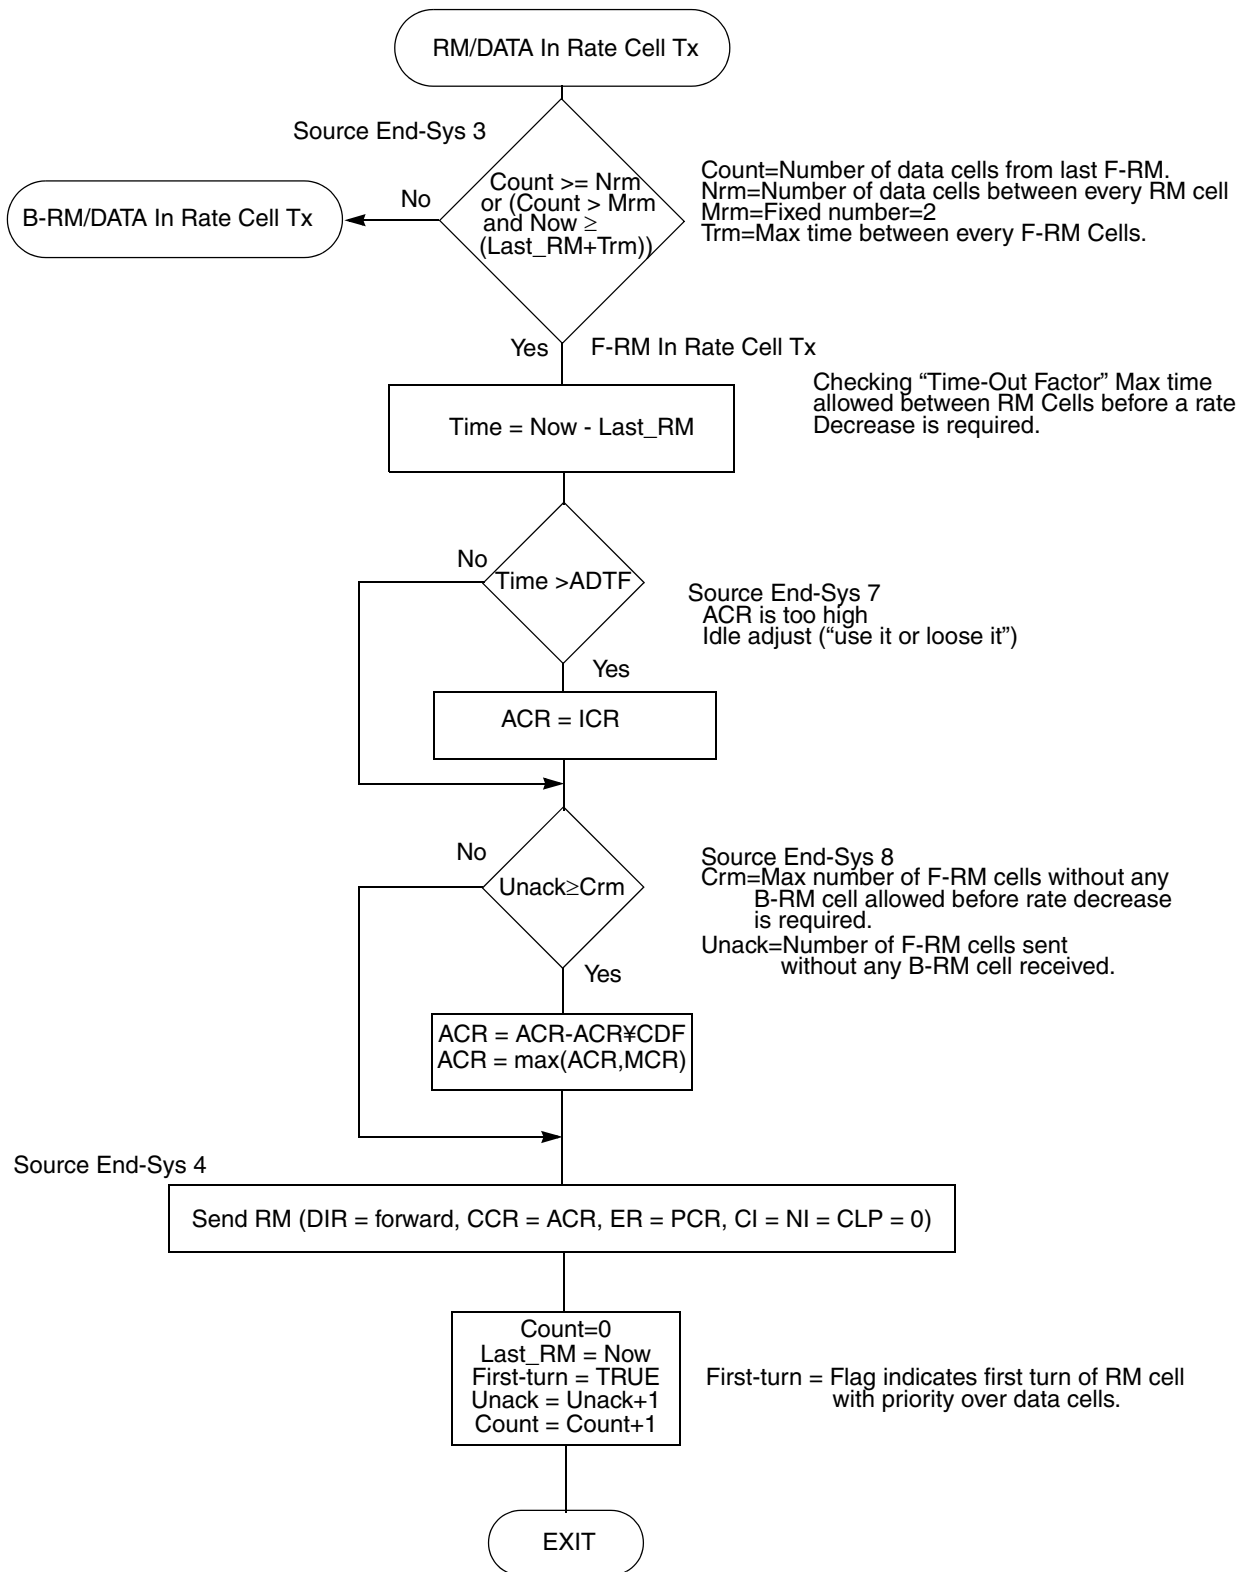 RM/DATA In Rate Cell Tx
Source End-Sys 3
Count >= Nrm
or (Count > Mrm
and Now ≥
(Last_RM+Trm))
No
B-RM/DATA In Rate Cell Tx
Count=Number of data cells from last F-RM.
Nrm=Number of data cells between every RM cell
Mrm=Fixed number=2
Trm=Max time between every F-RM Cells.
Yes
F-RM In Rate Cell Tx
Checking “Time-Out Factor” Max time
allowed between RM Cells before a rate
Decrease is required.
Time = Now - Last_RM
No
Time >ADTF
Source End-Sys 7
ACR is too high
Idle adjust (“use it or loose it”)
Yes
ACR = ICR
No
Unack≥Crm
Source End-Sys 8
Crm=Max number of F-RM cells without any
B-RM cell allowed before rate decrease
is required.
Unack=Number of F-RM cells sent
without any B-RM cell received.
Yes
ACR = ACR-ACR¥CDF
ACR = max(ACR,MCR)
Source End-Sys 4
Send RM (DIR = forward, CCR = ACR, ER = PCR, CI = NI = CLP = 0)
Count=0
Last_RM = Now
First-turn = TRUE
Unack = Unack+1
Count = Count+1
First-turn = Flag indicates first turn of RM cell
with priority over data cells.
EXIT